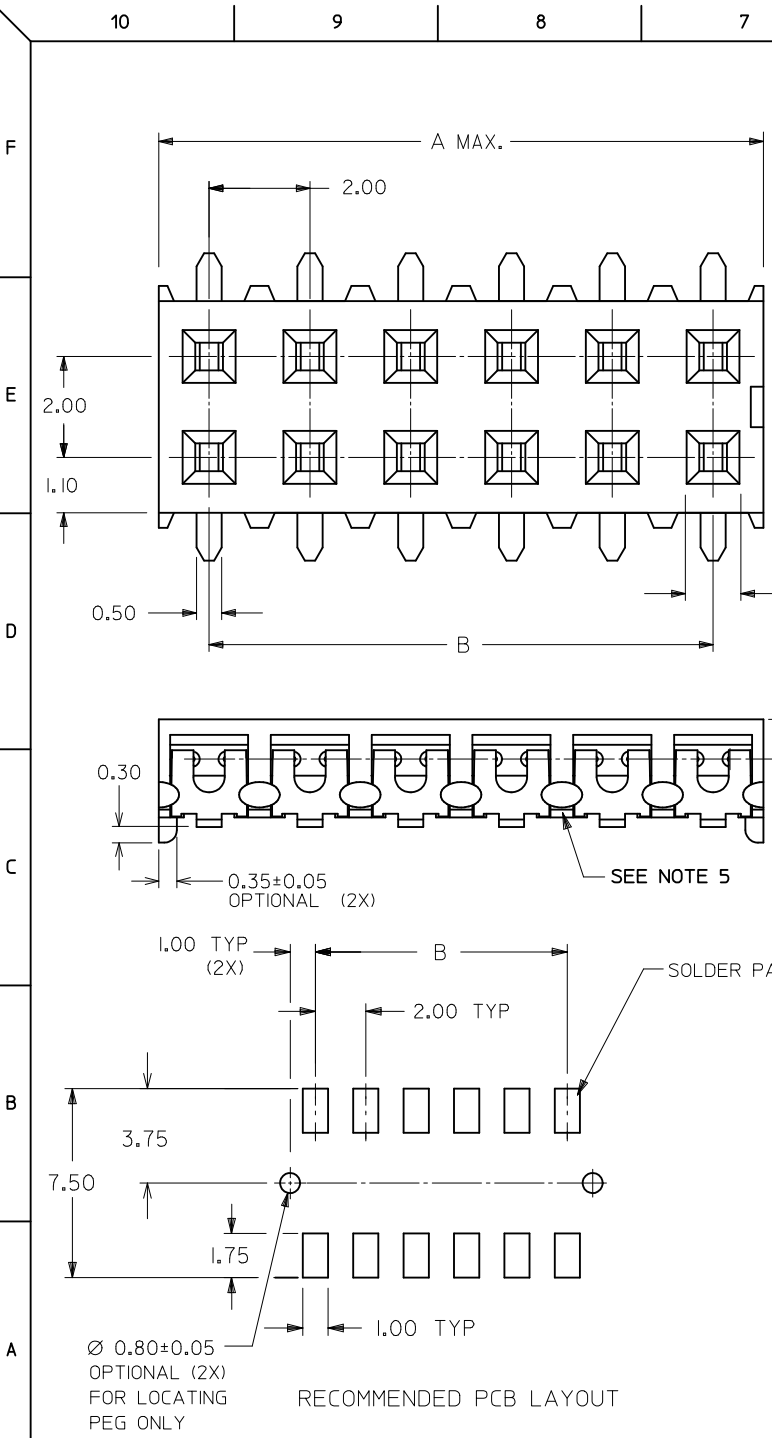 10 9 8 7
F
A MAX.
2.00
E
2.00
1.10
0.50
D
B
0.30
C
0.35±0.05
OPTIONAL (2X)
SEE NOTE 5
1.00 TYP
(2X)
B
SOLDER PA
2.00 TYP
B
3.75
7.50
1.75
1.00 TYP
A
Ø 0.80±0.05
OPTIONAL (2X)
FOR LOCATING
PEG ONLY
RECOMMENDED PCB LAYOUT